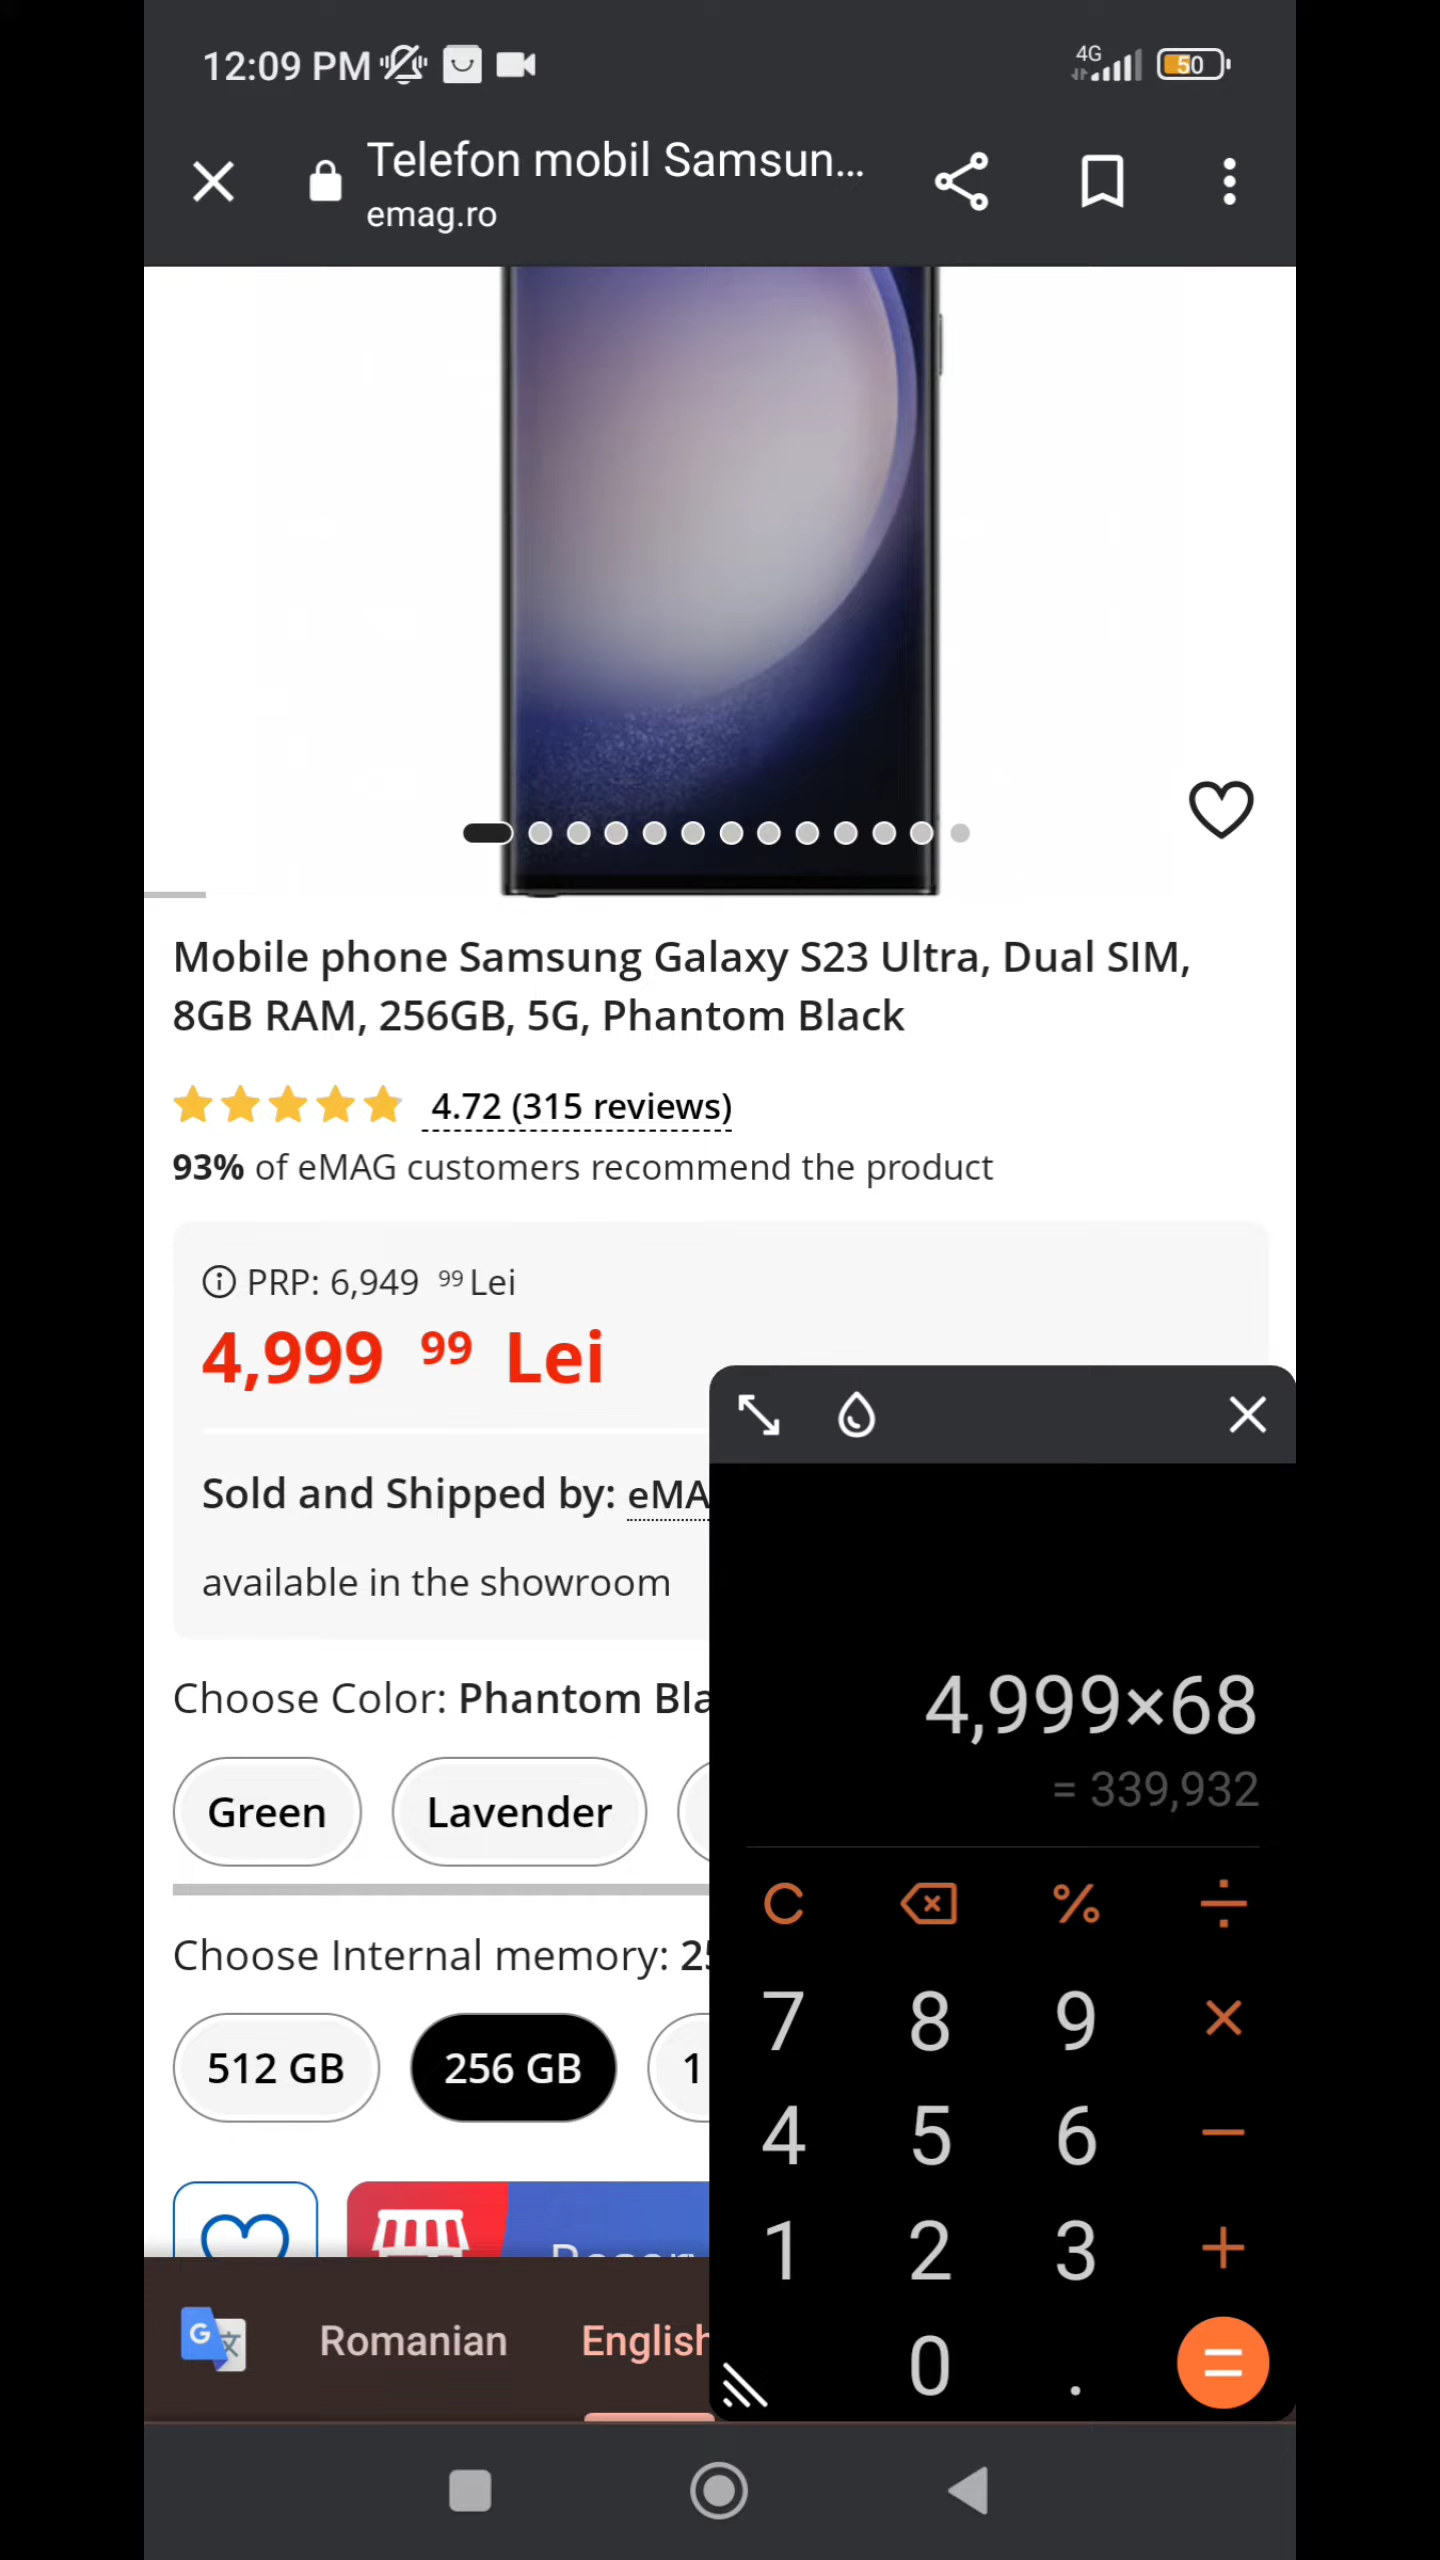 12:09 PM
4G
50
Telefon mobil Samsun...
emag.ro
Mobile phone Samsung Galaxy S23 Ultra, Dual SIM,
8GB RAM, 256GB, 5G, Phantom Black
4.72 (315 reviews)
93% of eMAG customers recommend the product
PRP: 6,949 99 Lei
4,999 99 Lei
Sold and Shipped by: eMA
available in the showroom
Choose Color: Phantom Bla
Green
Lavender
Choose Internal memory: 25
512 GB
256 GB
1
Romanian
English
4,999×68
= 339,932
C
%
÷
7 8 9 ×
4 5 6 −
1 2 3 +
0 . =